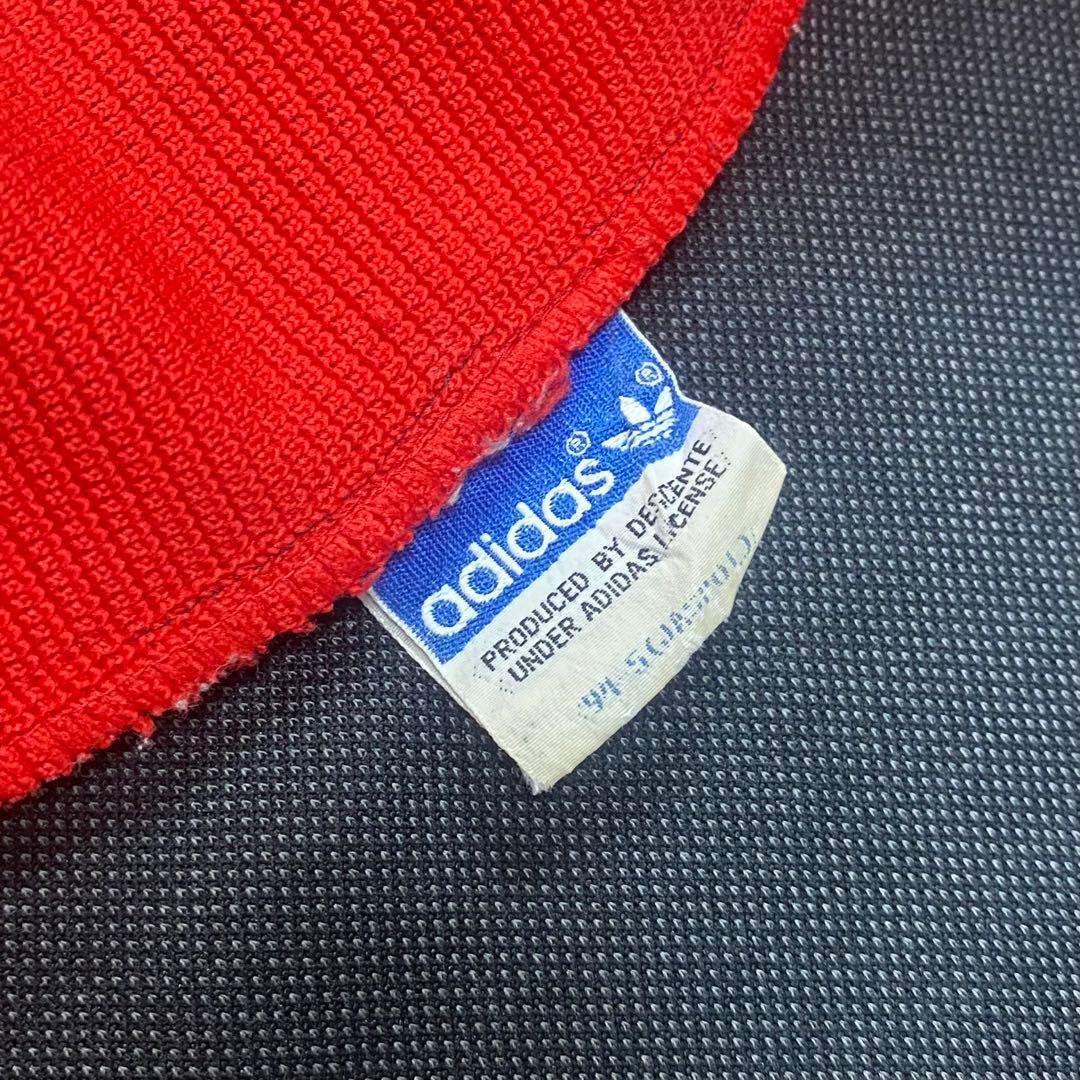 adidas® ®
PRODUCED BY DESCENTE
UNDER ADIDAS LICENSE.